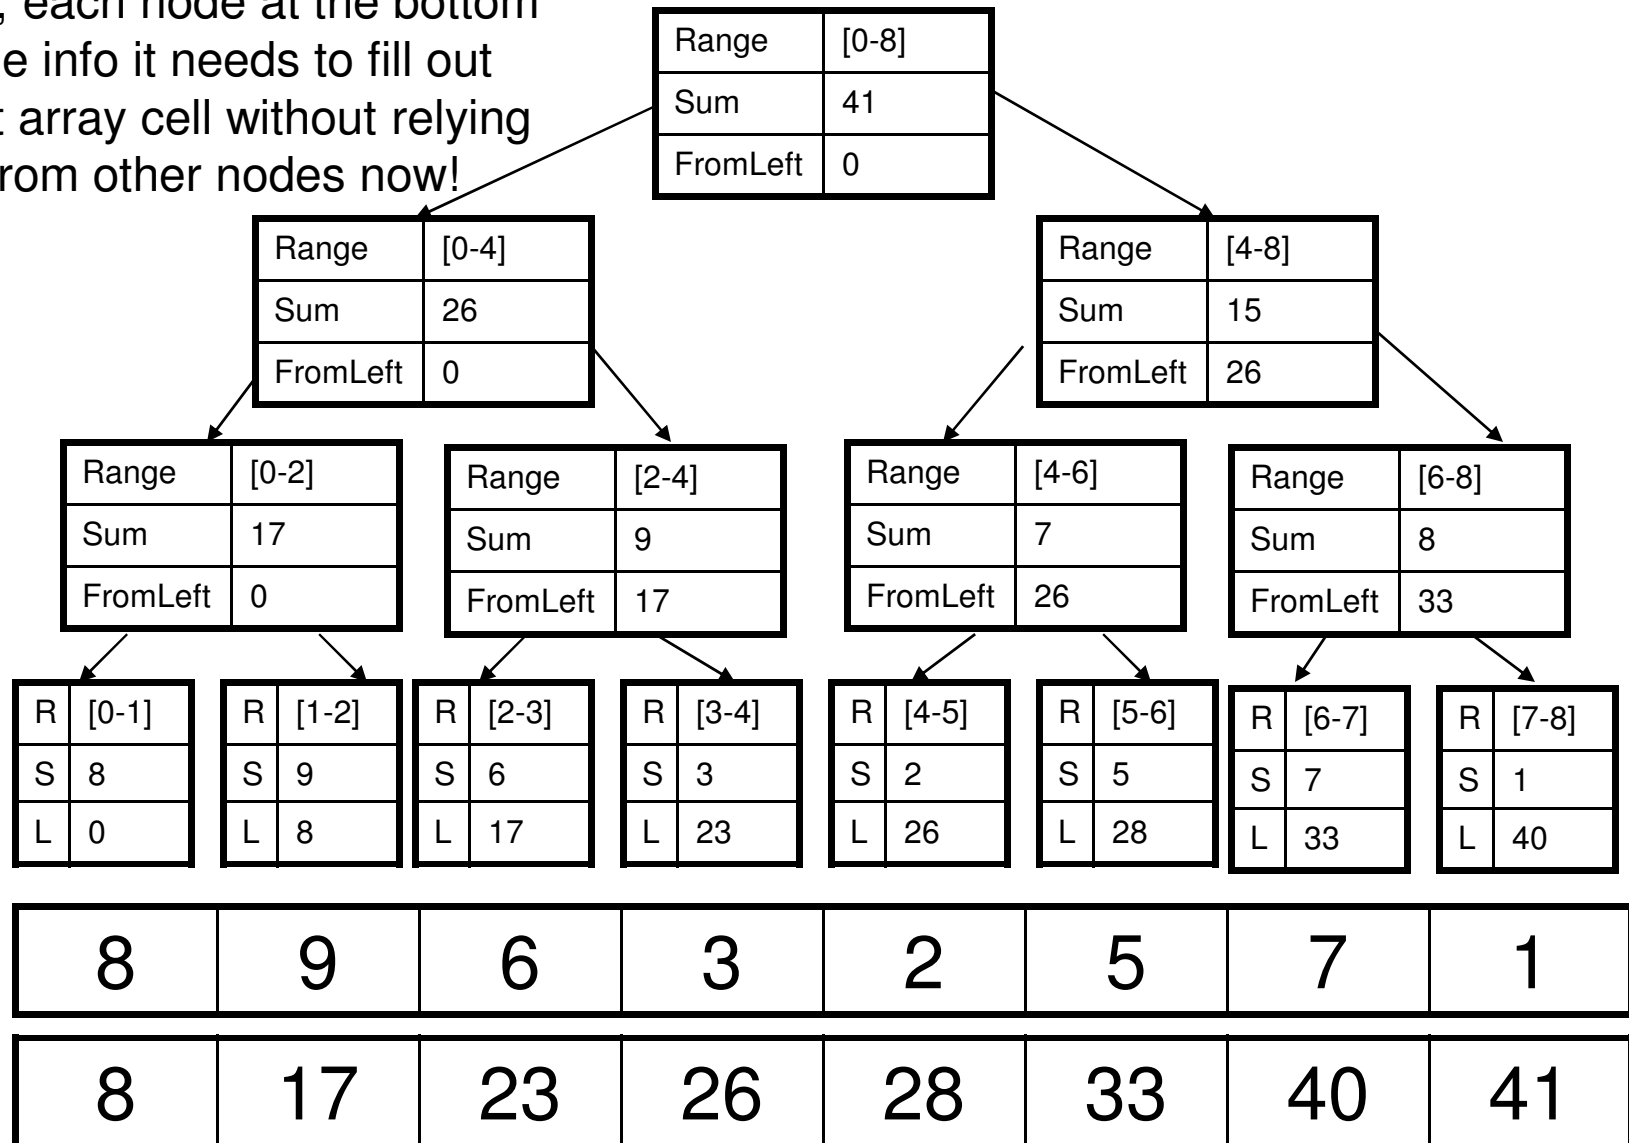 , each node at the bottom
e info it needs to fill out
t array cell without relying
rom other nodes now!
Range [0-8]
Sum 41
FromLeft 0
Range [0-4]
Sum 26
FromLeft 0
Range [4-8]
Sum 15
FromLeft 26
Range [0-2]
Sum 17
FromLeft 0
Range [2-4]
Sum 9
FromLeft 17
Range [4-6]
Sum 7
FromLeft 26
Range [6-8]
Sum 8
FromLeft 33
R [0-1]
S 8
L 0
R [1-2]
S 9
L 8
R [2-3]
S 6
L 17
R [3-4]
S 3
L 23
R [4-5]
S 2
L 26
R [5-6]
S 5
L 28
R [6-7]
S 7
L 33
R [7-8]
S 1
L 40
8 9 6 3 2 5 7 1
8 17 23 26 28 33 40 41